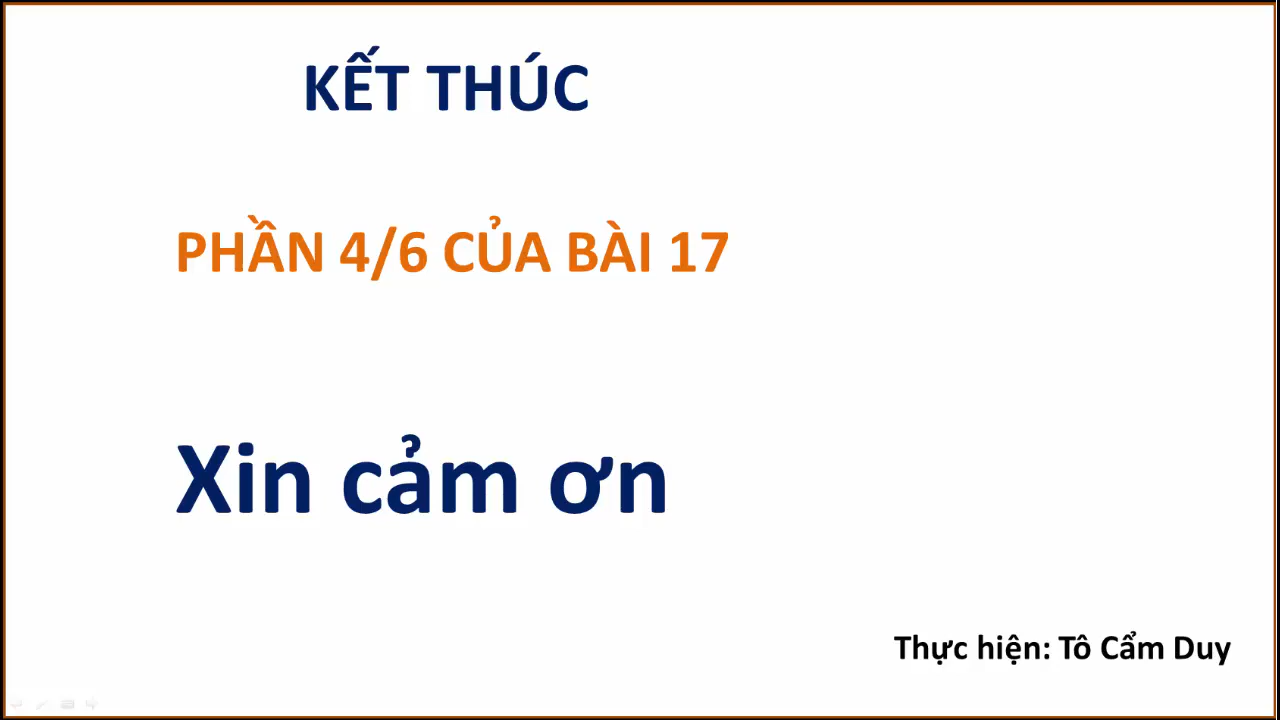 KẾT THÚC
PHẦN 4/6 CỦA BÀI 17
Xin cảm ơn
Thực hiện: Tô Cẩm Duy